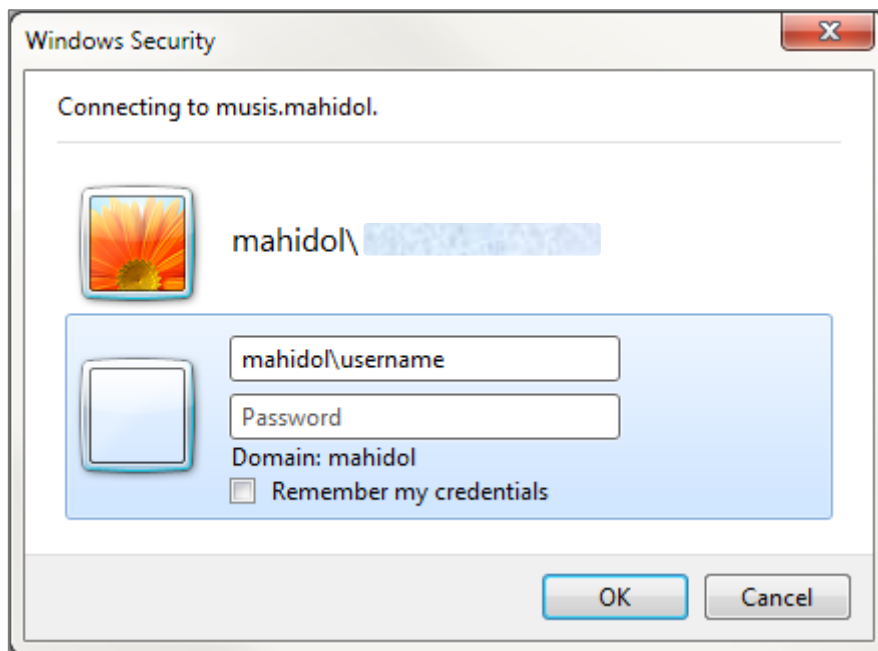 Windows Security
Connecting to musis.mahidol.
mahidol\
mahidol\username
Password
Domain: mahidol
Remember my credentials
OK
Cancel